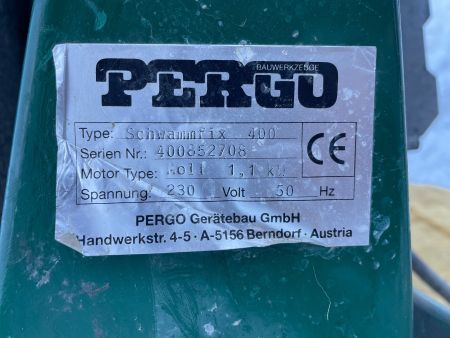 PERGO
BAUWERKZEUGE
Type: Schwammfix 400
Serien Nr.: 400852708
Motor Type: 1,1 kW
Spannung: 230 Volt 50 Hz
CE
PERGO Gerätebau GmbH
Handwerkstr. 4-5 · A-5156 Berndorf · Austria